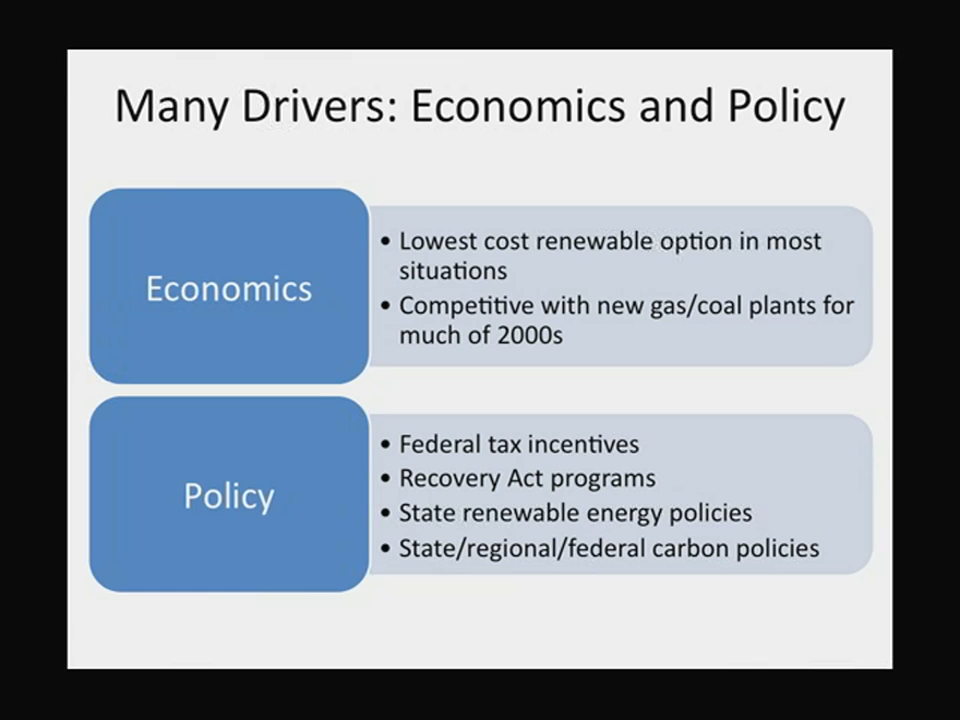 Many Drivers: Economics and Policy
Economics
• Lowest cost renewable option in most
situations
• Competitive with new gas/coal plants for
much of 2000s
Policy
• Federal tax incentives
• Recovery Act programs
• State renewable energy policies
• State/regional/federal carbon policies